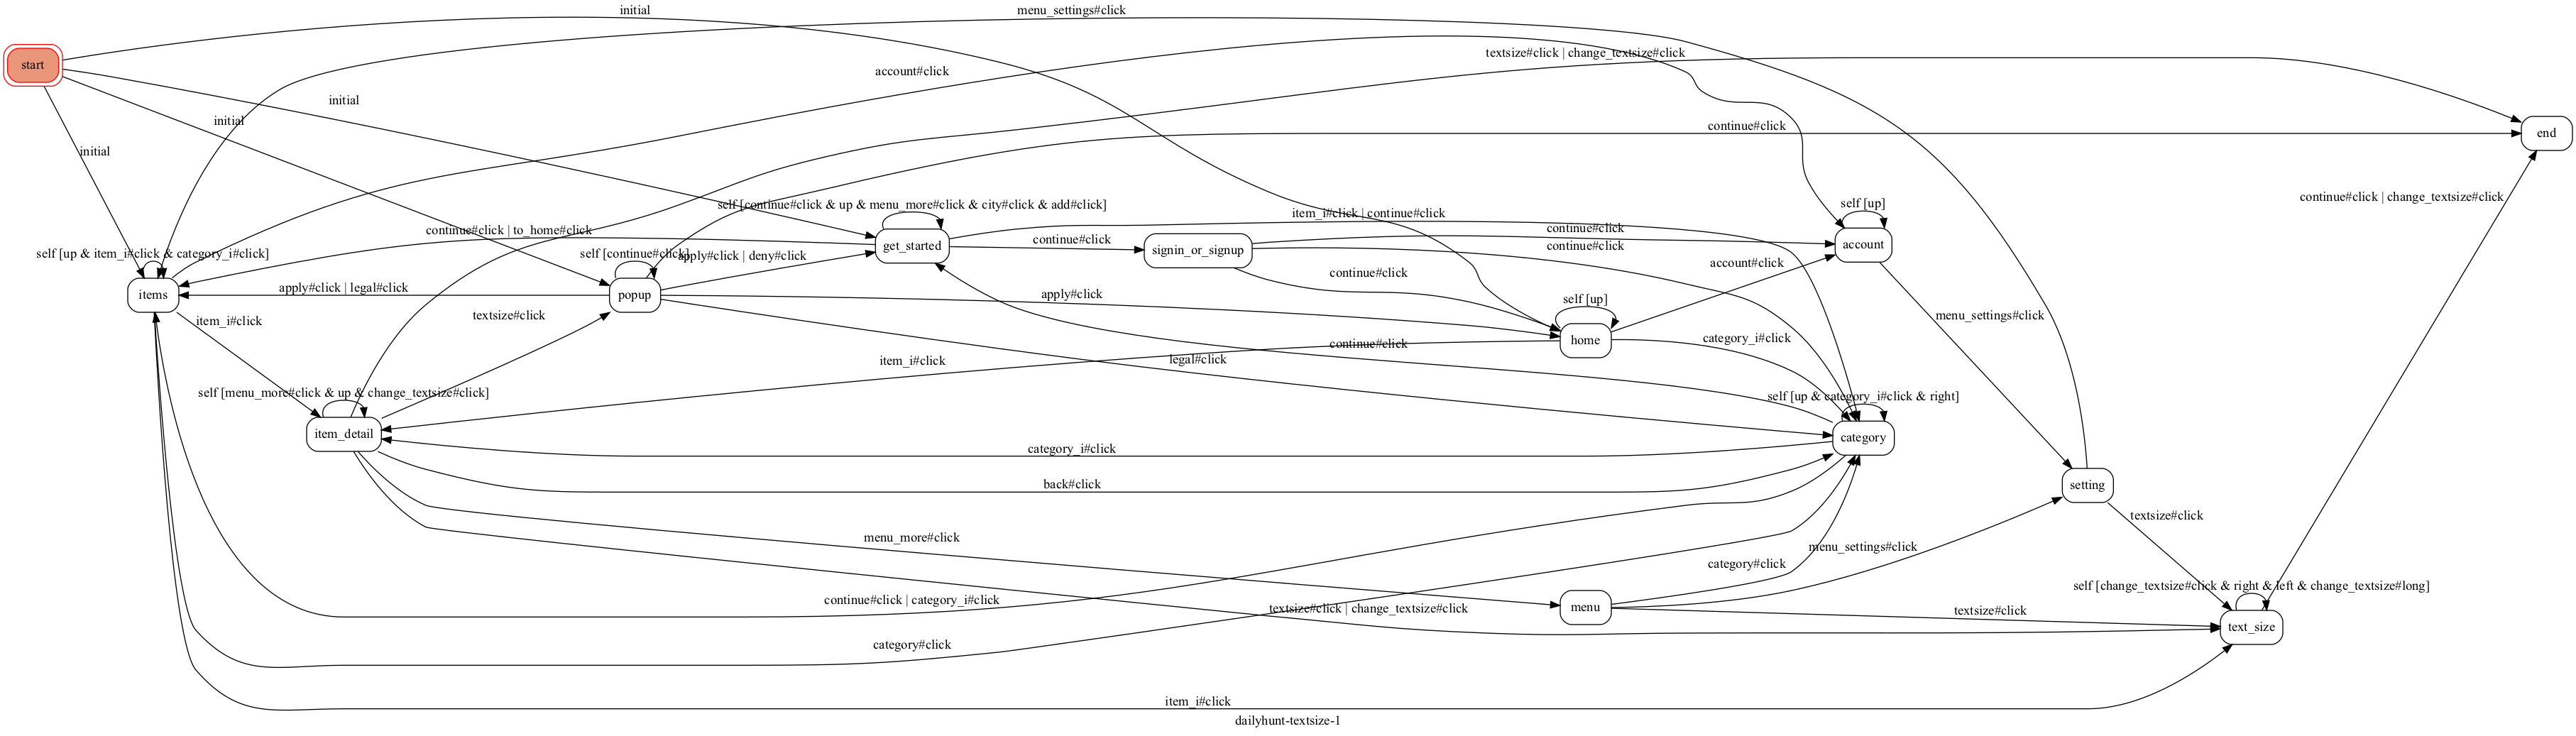 initial
menu_settings#click
textsize#click | change_textsize#click
start
account#click
initial
initial
continue#click
end
initial
continue#click | change_textsize#click
self [continue#click & up & menu_more#click & city#click & add#click]
self [up]
item_i#click | continue#click
continue#click | to_home#click
continue#click
continue#click
get_started
continue#click
signin_or_signup
account
self [up & item_i#click & category_i#click]
self [continue#click]
apply#click | deny#click
account#click
continue#click
items
apply#click | legal#click
popup
apply#click
self [up]
textsize#click
menu_settings#click
item_i#click
home
category_i#click
continue#click
item_i#click
legal#click
self [menu_more#click & up & change_textsize#click]
self [up & category_i#click & right]
item_detail
category
category_i#click
back#click
setting
textsize#click
menu_more#click
menu_settings#click
category#click
self [change_textsize#click & right & left & change_textsize#long]
continue#click | category_i#click
textsize#click | change_textsize#click
menu
textsize#click
text_size
category#click
item_i#click
dailyhunt-textsize-1